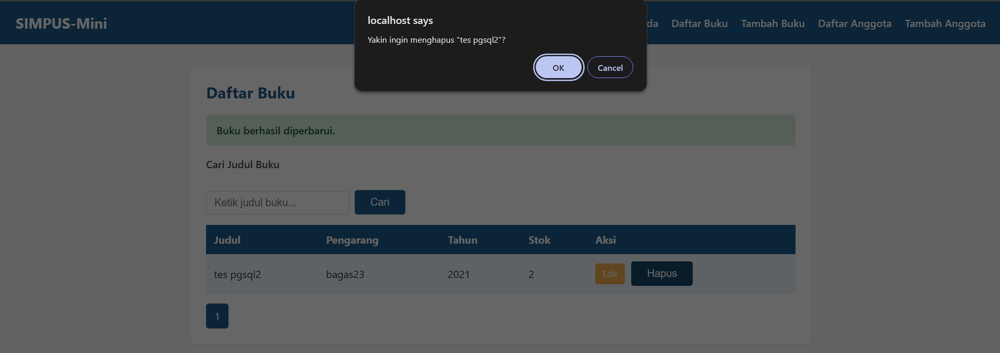 SIMPUS-Mini
da Daftar Buku Tambah Buku Daftar Anggota Tambah Anggota
localhost says
Yakin ingin menghapus "tes pgsql2"?
OK Cancel
Daftar Buku
Buku berhasil diperbarui.
Cari Judul Buku
Ketik judul buku... Cari
Judul Pengarang Tahun Stok Aksi
tes pgsql2 bagas23 2021 2 Edit Hapus
1